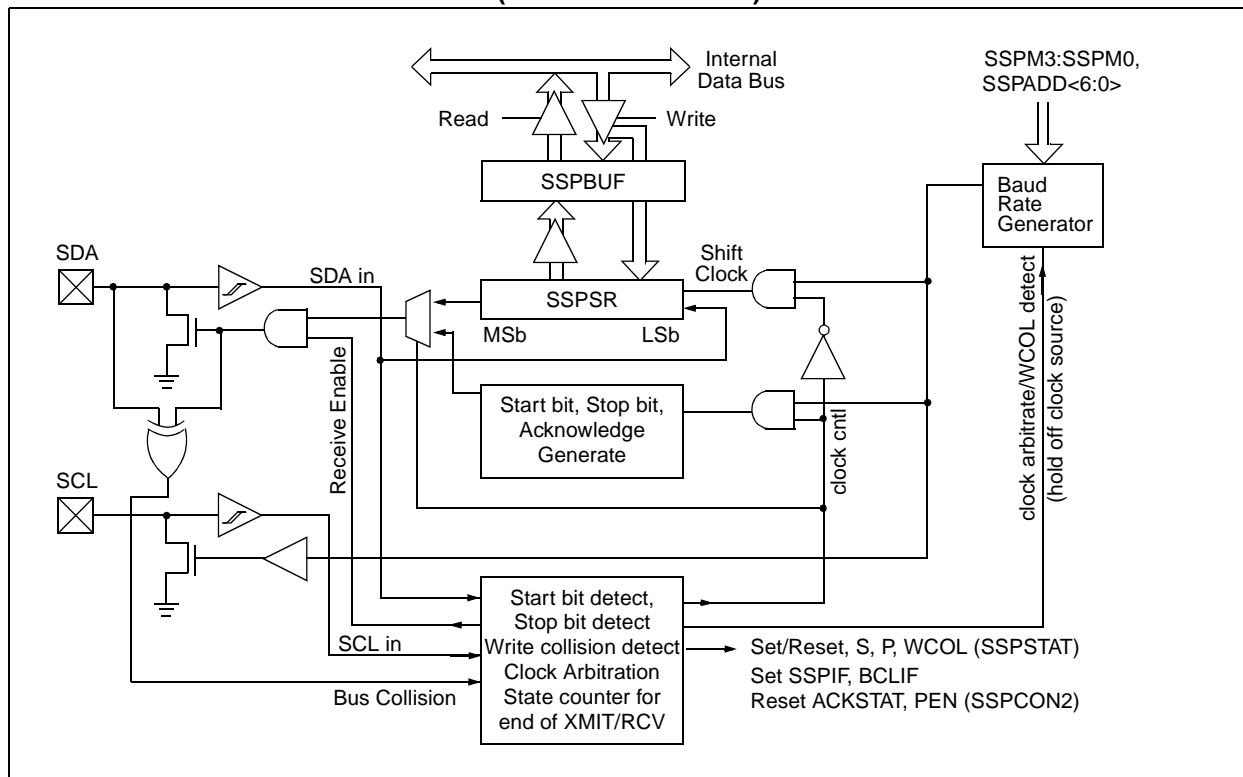 Internal
Data Bus
SSPM3:SSPM0,
SSPADD<6:0>
Read
Write
SSPBUF
Baud
Rate
Generator
SDA
SDA in
Shift
Clock
SSPSR
MSb
LSb
Receive Enable
Start bit, Stop bit,
Acknowledge
Generate
clock cntl
clock arbitrate/WCOL detect
(hold off clock source)
SCL
SCL in
Bus Collision
Start bit detect,
Stop bit detect
Write collision detect
Clock Arbitration
State counter for
end of XMIT/RCV
Set/Reset, S, P, WCOL (SSPSTAT)
Set SSPIF, BCLIF
Reset ACKSTAT, PEN (SSPCON2)